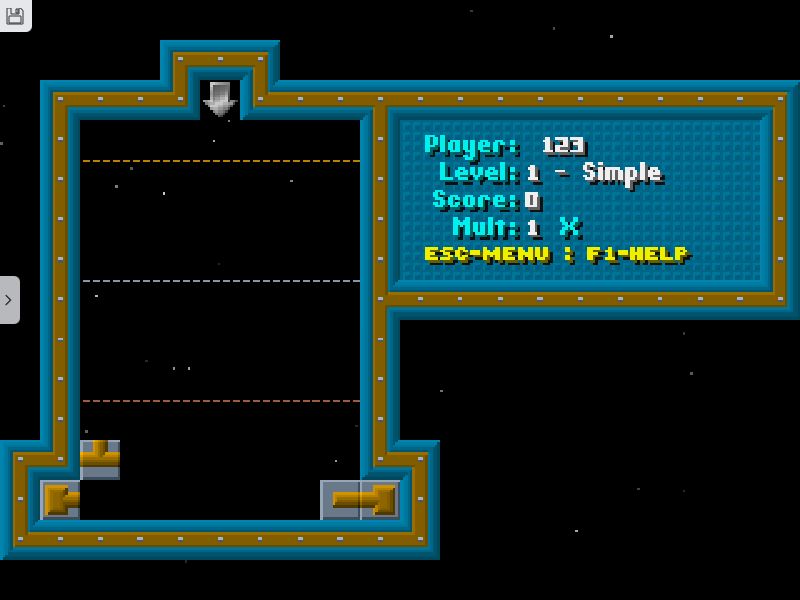 Player: 123
Level: 1 - Simple
Score: 0
Mult: 1 X
ESC-MENU : F1-HELP